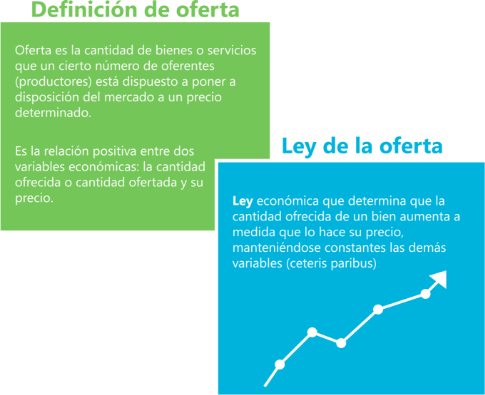 Definición de oferta
Oferta es la cantidad de bienes o servicios
que un cierto número de oferentes
(productores) está dispuesto a poner a
disposición del mercado a un precio
determinado.
Es la relación positiva entre dos
variables económicas: la cantidad
ofrecida o cantidad ofertada y su
precio.
Ley de la oferta
Ley económica que determina que la
cantidad ofrecida de un bien aumenta a
medida que lo hace su precio,
manteniéndose constantes las demás
variables (ceteris paribus)